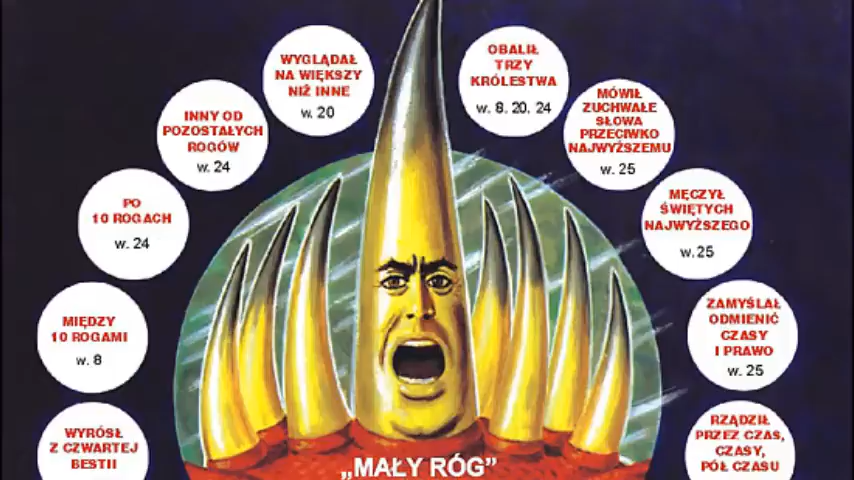 WYGLĄDAŁ
NA WIĘKSZY
NIŻ INNE
w. 20
OBALIŁ
TRZY
KRÓLESTWA
w. 8, 20, 24
INNY OD
POZOSTAŁYCH
ROGÓW
w. 24
MÓWIŁ
ZUCHWAŁE
SŁOWA
PRZECIWKO
NAJWYŻSZEMU
w. 25
PO
10 ROGACH
w. 24
MĘCZYŁ
ŚWIĘTYCH
NAJWYŻSZEGO
w. 25
MIĘDZY
10 ROGAMI
w. 8
ZAMYŚLAŁ
ODMIENIĆ
CZASY
I PRAWO
w. 25
WYRÓSŁ
Z CZWARTEJ
BESTII
RZĄDZIŁ
PRZEZ CZAS,
CZASY,
PÓŁ CZASU
„MAŁY RÓG”